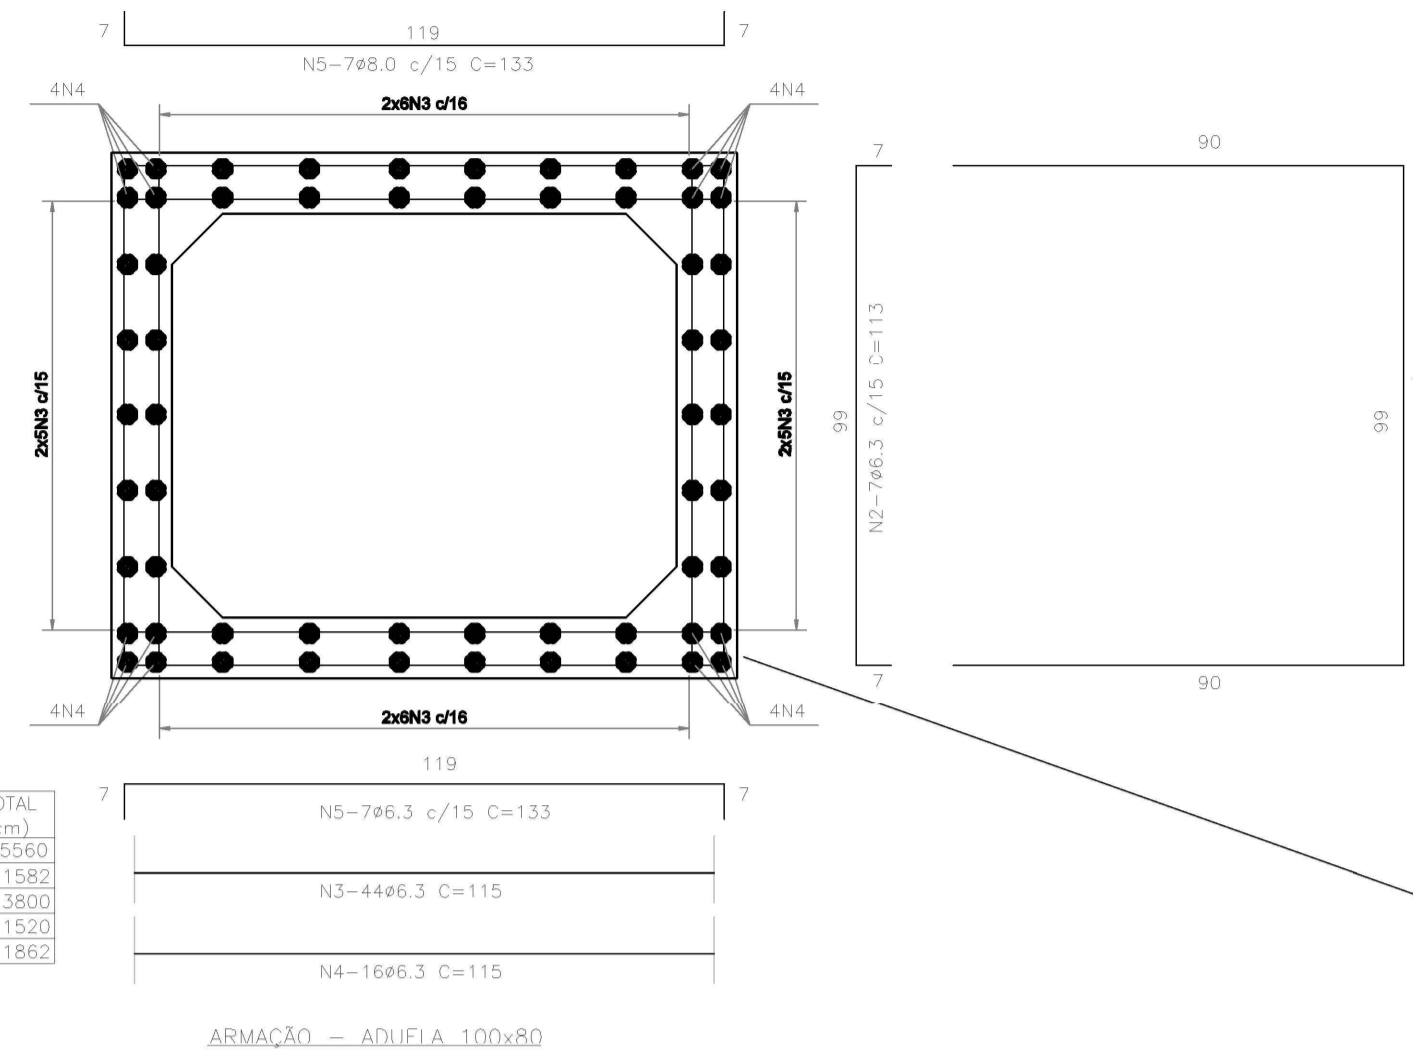 7 119 7
N5-7ø8.0 c/15 C=133
4N4 2x6N3 c/16 4N4
7 90
2x5N3 c/15
2x5N3 c/15
99
N2-7ø6.3 c/15 C=113
99
7 90
4N4 2x6N3 c/16 4N4
119
7 7
N5-7ø6.3 c/15 C=133
OTAL
cm)
5560
1582
3800
1520
1862
N3-44ø6.3 C=115
N4-16ø6.3 C=115
ARMAÇÃO - ADUELA 100x80